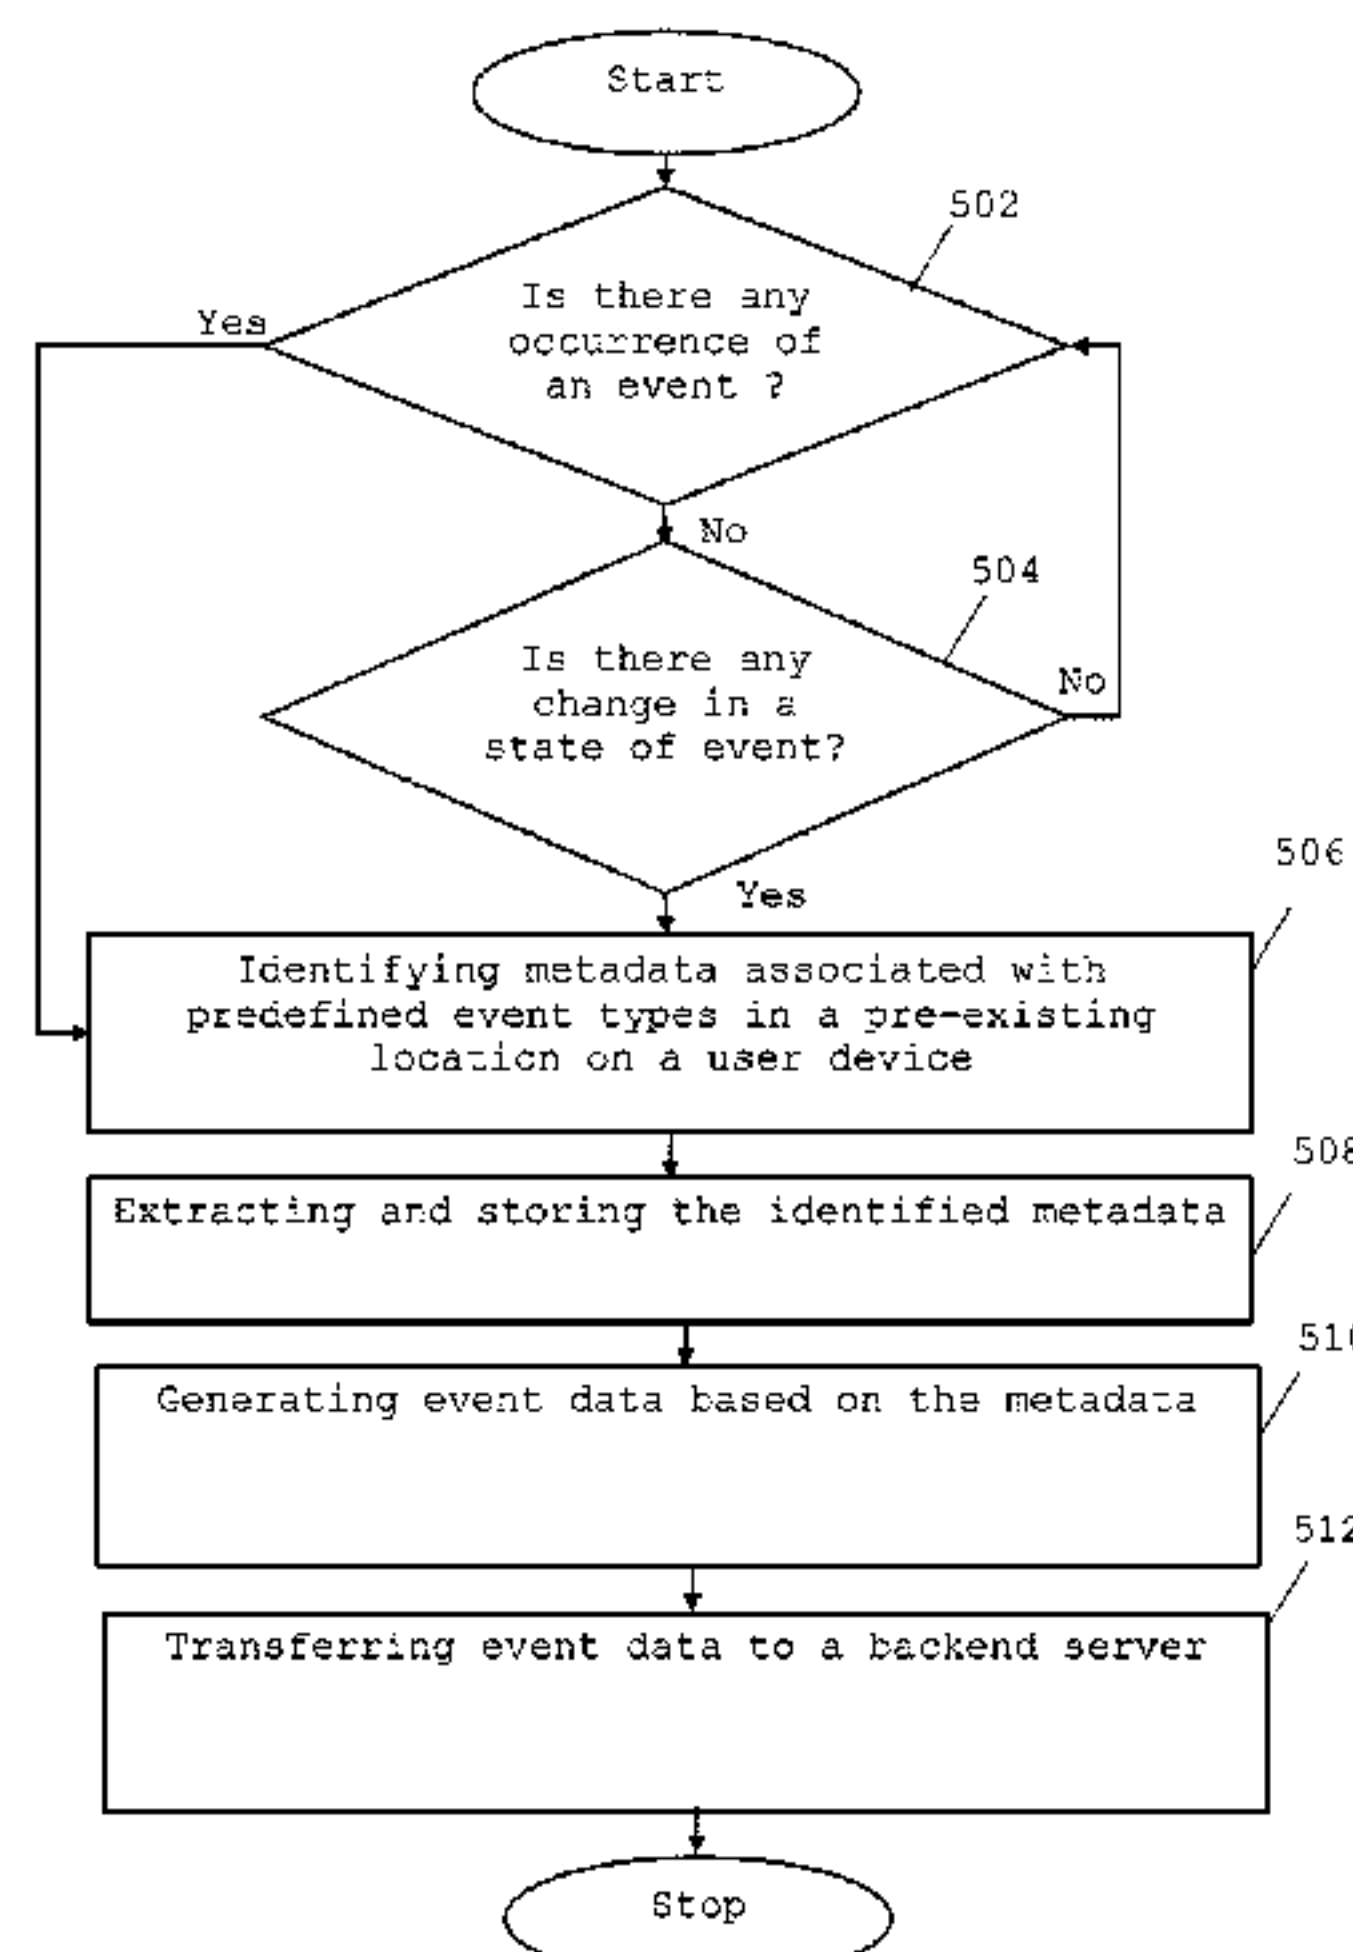 Start
502
Is there any
Yes
occurrence of
an event ?
No
504
Is there any
No
change in a
state of event?
506
Yes
Identifying metadata associated with
predefined event types in a pre-existing
location on a user device
508
Extracting and storing the identified metadata
510
Generating event data based on the metadata
512
Transferring event data to a backend server
Stop